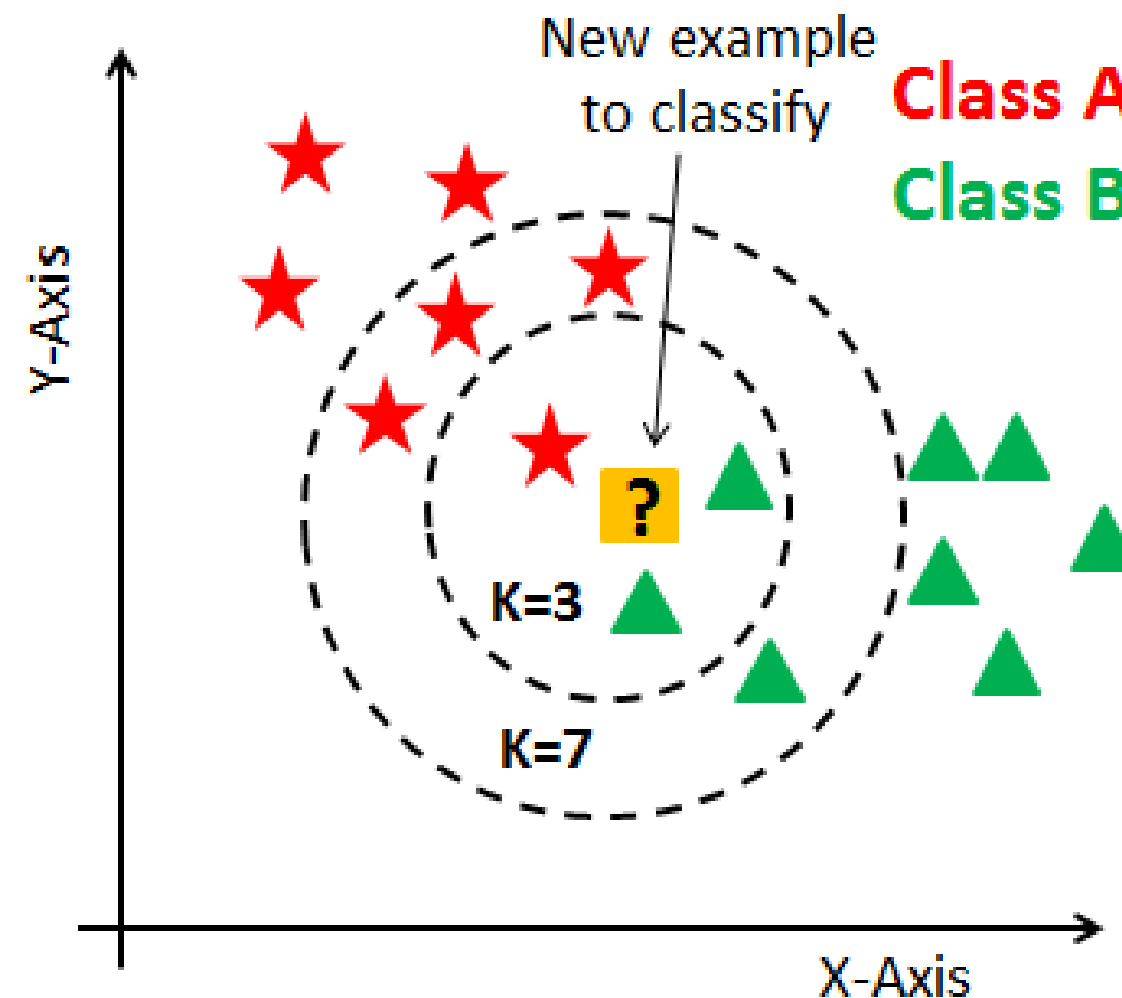 New example
to classify
Class A
Class B
Y-Axis
?
K=3
K=7
X-Axis